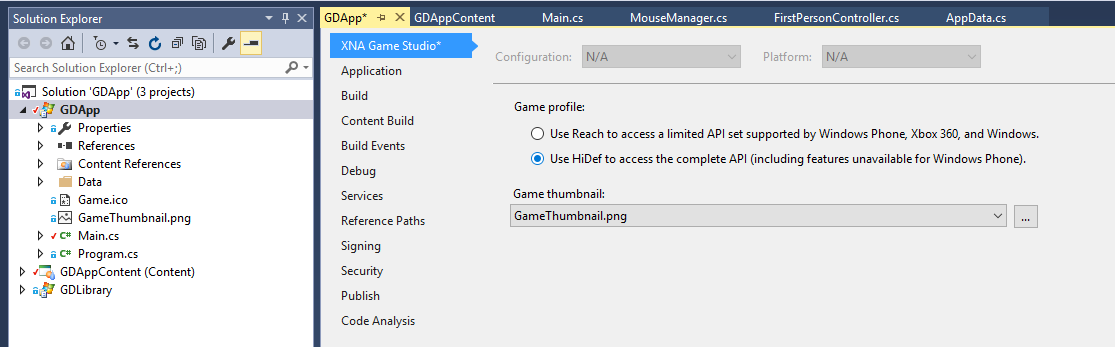 Solution Explorer
Search Solution Explorer (Ctrl+;)
Solution 'GDApp' (3 projects)
GDApp
Properties
References
Content References
Data
Game.ico
GameThumbnail.png
C# Main.cs
C# Program.cs
GDAppContent (Content)
GDLibrary
GDApp* GDAppContent Main.cs MouseManager.cs FirstPersonController.cs AppData.cs
XNA Game Studio*
Application
Build
Content Build
Build Events
Debug
Services
Reference Paths
Signing
Security
Publish
Code Analysis
Configuration: N/A Platform: N/A
Game profile:
Use Reach to access a limited API set supported by Windows Phone, Xbox 360, and Windows.
Use HiDef to access the complete API (including features unavailable for Windows Phone).
Game thumbnail:
GameThumbnail.png ...